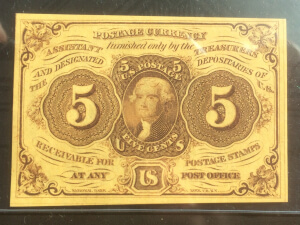 POSTAGE CURRENCY
Furnished only by the
ASSISTANT TREASURERS
AND DESIGNATED DEPOSITARIES OF
THE U.S.
5 5
U.S. POSTAGE
5 5
FIVE CENTS
RECEIVABLE FOR POSTAGE STAMPS
AT ANY US POST OFFICE